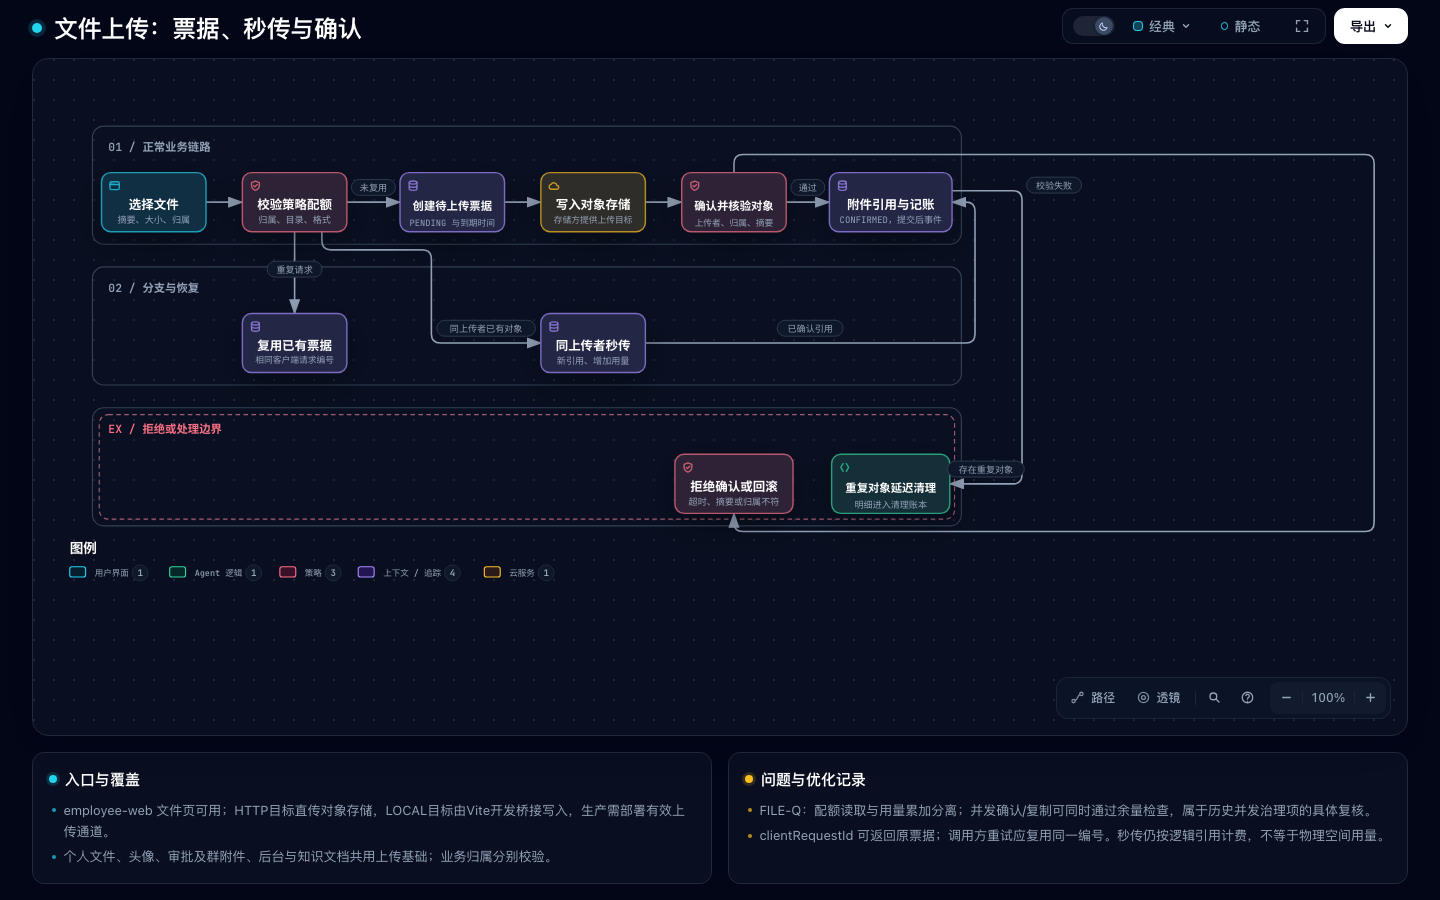 文件上传：票据、秒传与确认
经典
静态
导出
01 / 正常业务链路
选择文件
摘要、大小、归属
校验策略配额
归属、目录、格式
未复用
创建待上传票据
PENDING 与到期时间
写入对象存储
存储方提供上传目标
确认并核验对象
上传者、归属、摘要
通过
附件引用与记账
CONFIRMED，提交后事件
校验失败
重复请求
02 / 分支与恢复
复用已有票据
相同客户端请求编号
同上传者已有对象
同上传者秒传
新引用、增加用量
已确认引用
EX / 拒绝或处理边界
拒绝确认或回滚
超时、摘要或归属不符
重复对象延迟清理
明细进入清理账本
存在重复对象
图例
用户界面 1
Agent 逻辑 1
策略 3
上下文 / 追踪 4
云服务 1
路径
透镜
100%
入口与覆盖
employee-web 文件页可用；HTTP目标直传对象存储，LOCAL目标由Vite开发桥接写入，生产需部署有效上
传通道。
个人文件、头像、审批及群附件、后台与知识文档共用上传基础；业务归属分别校验。
问题与优化记录
FILE-Q：配额读取与用量累加分离；并发确认/复制可同时通过余量检查，属于历史并发治理项的具体复核。
clientRequestId 可返回原票据；调用方重试应复用同一编号。秒传仍按逻辑引用计费，不等于物理空间用量。